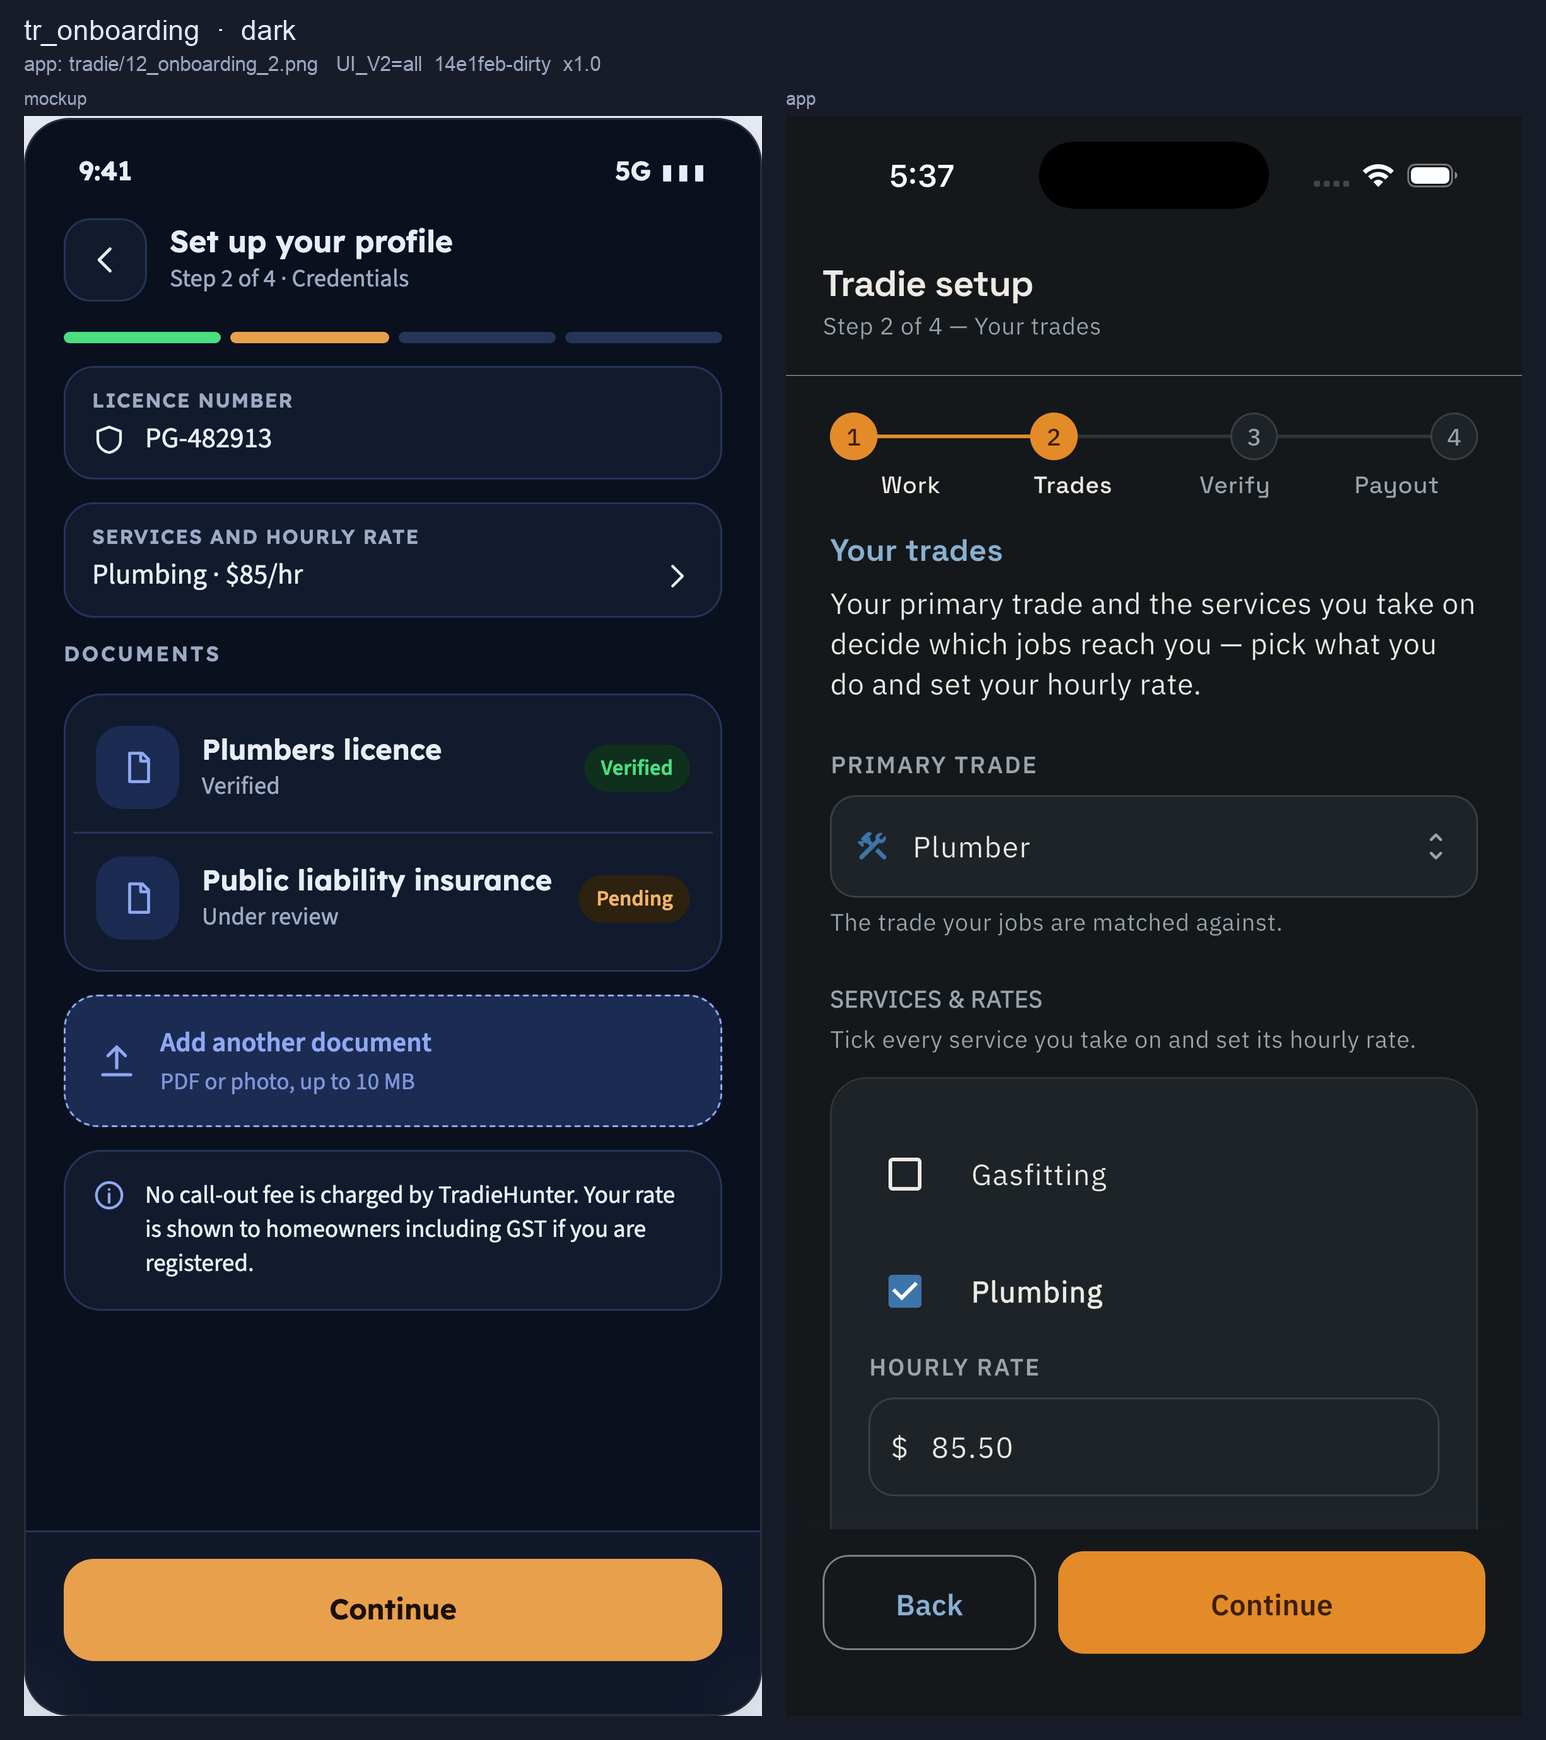 tr_onboarding · dark
app: tradie/12_onboarding_2.png UI_V2=all 14e1feb-dirty x1.0
mockup
9:41
5G
Set up your profile
Step 2 of 4 · Credentials
LICENCE NUMBER
PG-482913
SERVICES AND HOURLY RATE
Plumbing · $85/hr
DOCUMENTS
Plumbers licence
Verified
Verified
Public liability insurance
Under review
Pending
Add another document
PDF or photo, up to 10 MB
No call-out fee is charged by TradieHunter. Your rate
is shown to homeowners including GST if you are
registered.
Continue
app
5:37
Tradie setup
Step 2 of 4 — Your trades
1 2 3 4
Work Trades Verify Payout
Your trades
Your primary trade and the services you take on
decide which jobs reach you — pick what you
do and set your hourly rate.
PRIMARY TRADE
Plumber
The trade your jobs are matched against.
SERVICES & RATES
Tick every service you take on and set its hourly rate.
Gasfitting
Plumbing
HOURLY RATE
$ 85.50
Back
Continue